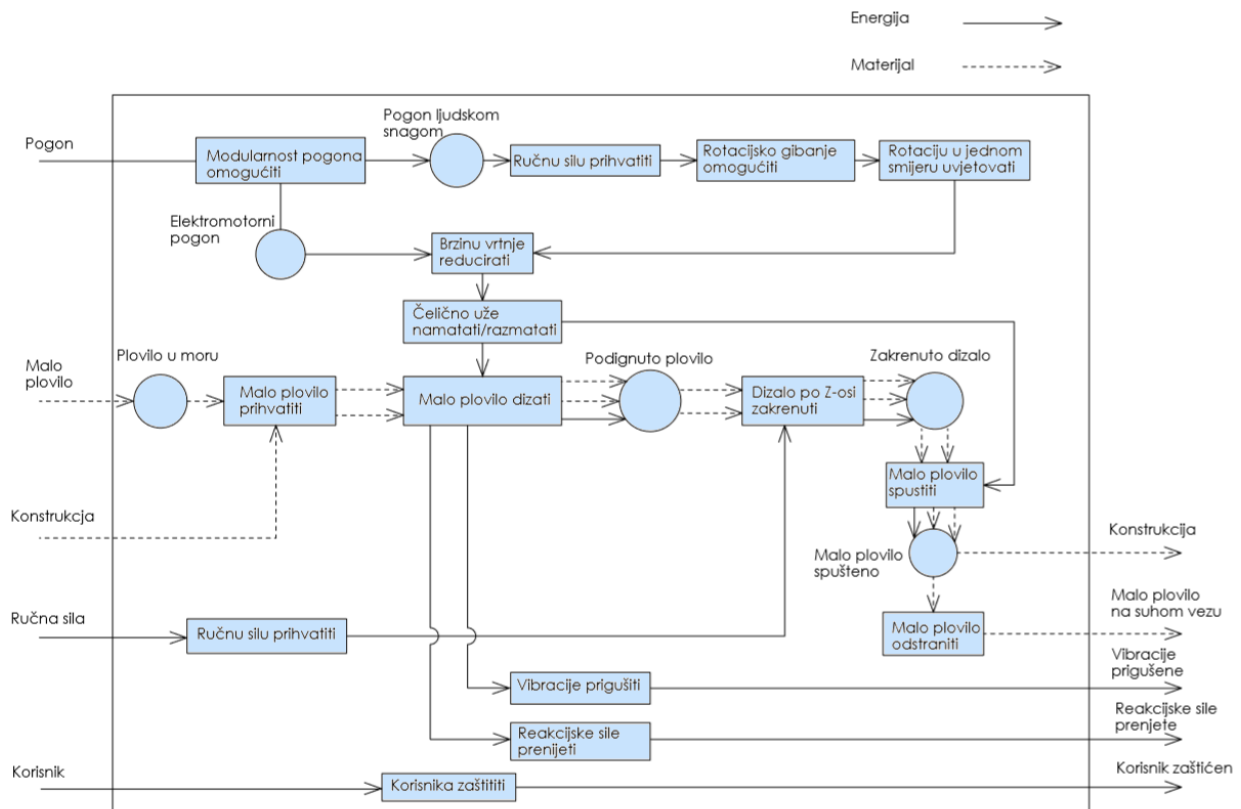 Energija
Materijal
Pogon ljudskom
snagom
Pogon
Modularnost pogona
omogućiti
Ručnu silu prihvatiti
Rotacijsko gibanje
omogućiti
Rotaciju u jednom
smijeru uvjetovati
Elektromotorni
pogon
Brzinu vrtnje
reducirati
Čelično uže
namatati/razmatati
Malo
plovilo
Plovilo u moru
Podignuto plovilo
Zakrenuto dizalo
Malo plovilo
prihvatiti
Malo plovilo dizati
Dizalo po Z-osi
zakrenuti
Malo plovilo
spustiti
Konstrukcja
Malo plovilo
spušteno
Konstrukcija
Malo plovilo
na suhom vezu
Ručna sila
Ručnu silu prihvatiti
Malo plovilo
odstraniti
Vibracije
prigušene
Vibracije prigušiti
Reakcijske sile
prenjete
Reakcijske sile
prenijeti
Korisnik
Korisnika zaštititi
Korisnik zaštićen